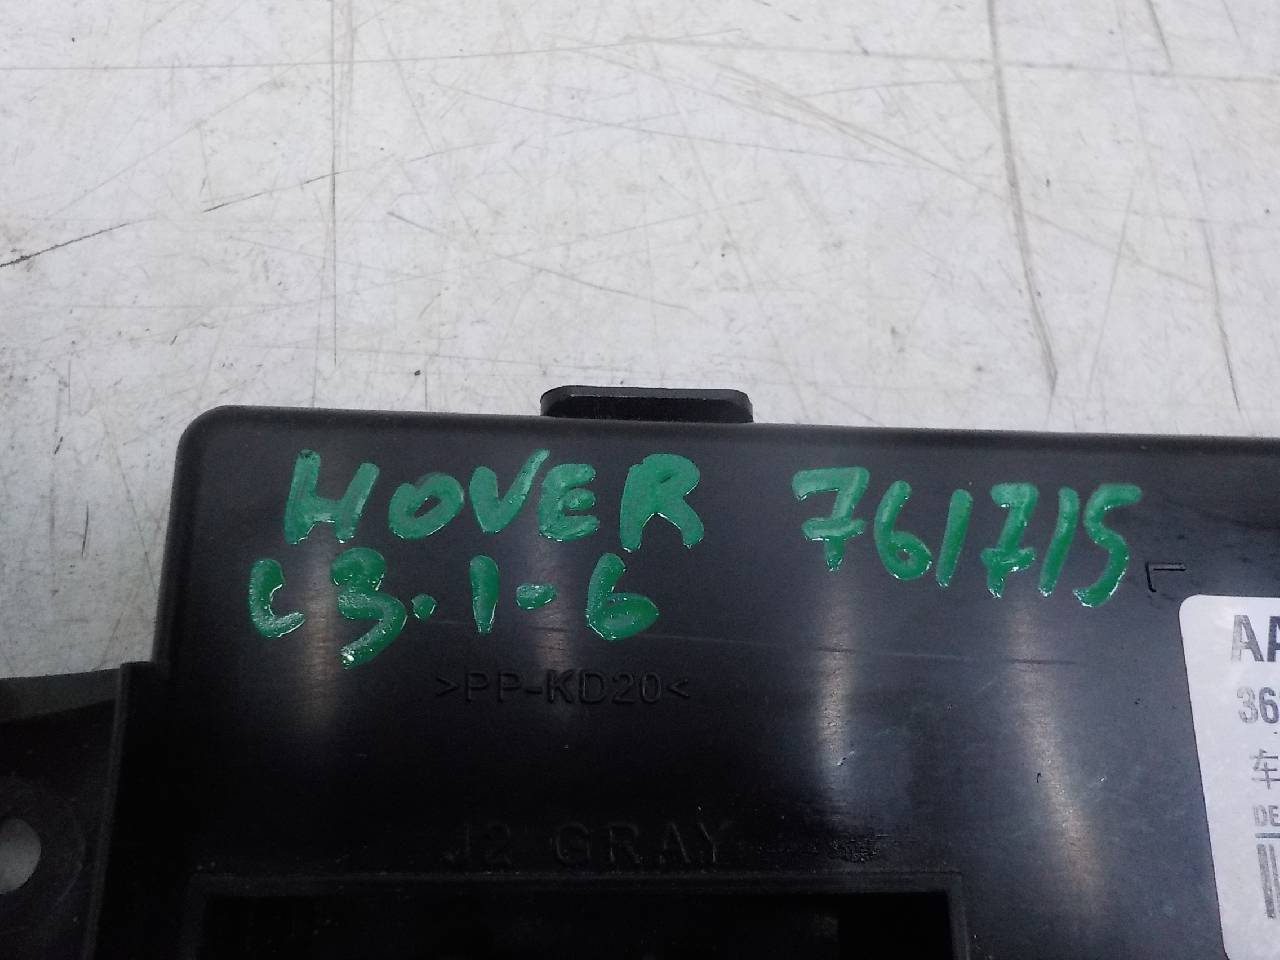 HOVER 761715
C3.1-6
>PP-KD20<
J2 GRAY
AA
36
车
DE